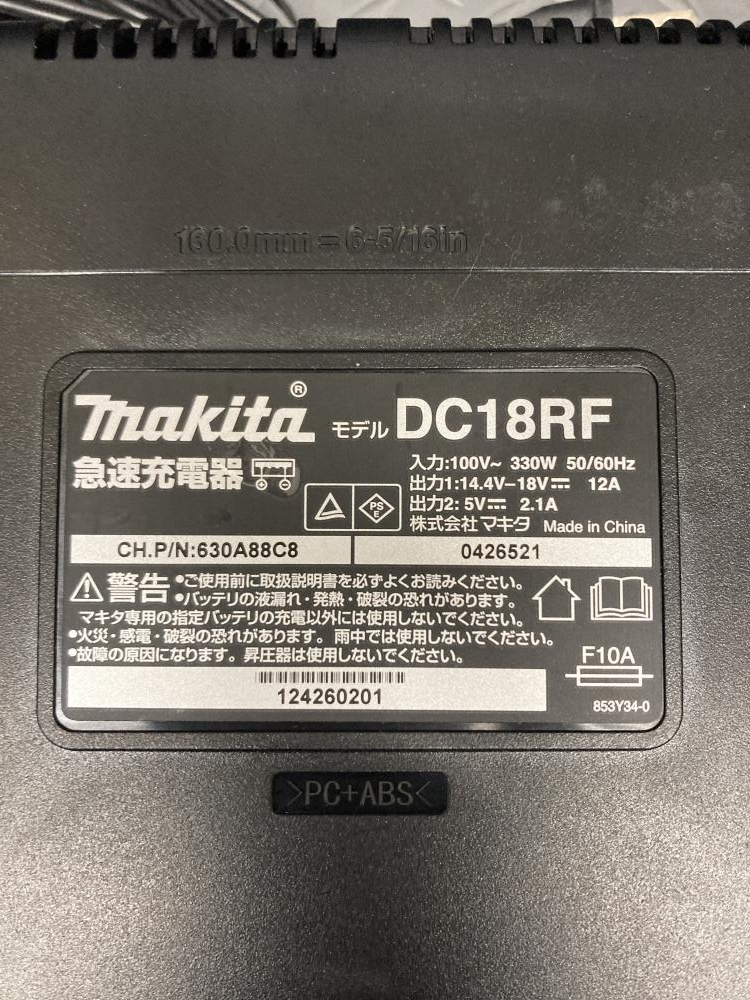 160.0mm = 6-5/16in
makita® モデル DC18RF
急速充電器
入力:100V~ 330W 50/60Hz
出力1:14.4V-18V⎓ 12A
出力2: 5V⎓ 2.1A
PS
E
株式会社マキタ Made in China
CH.P/N:630A88C8 0426521
⚠警告 •ご使用前に取扱説明書を必ずよくお読みください。
•バッテリの液漏れ・発熱・破裂の恐れがあります。
マキタ専用の指定バッテリの充電以外には使用しないでください。
•火災・感電・破裂の恐れがあります。雨中では使用しないでください。
•故障の原因になります。昇圧器は使用しないでください。
F10A
124260201
853Y34-0
>PC+ABS<